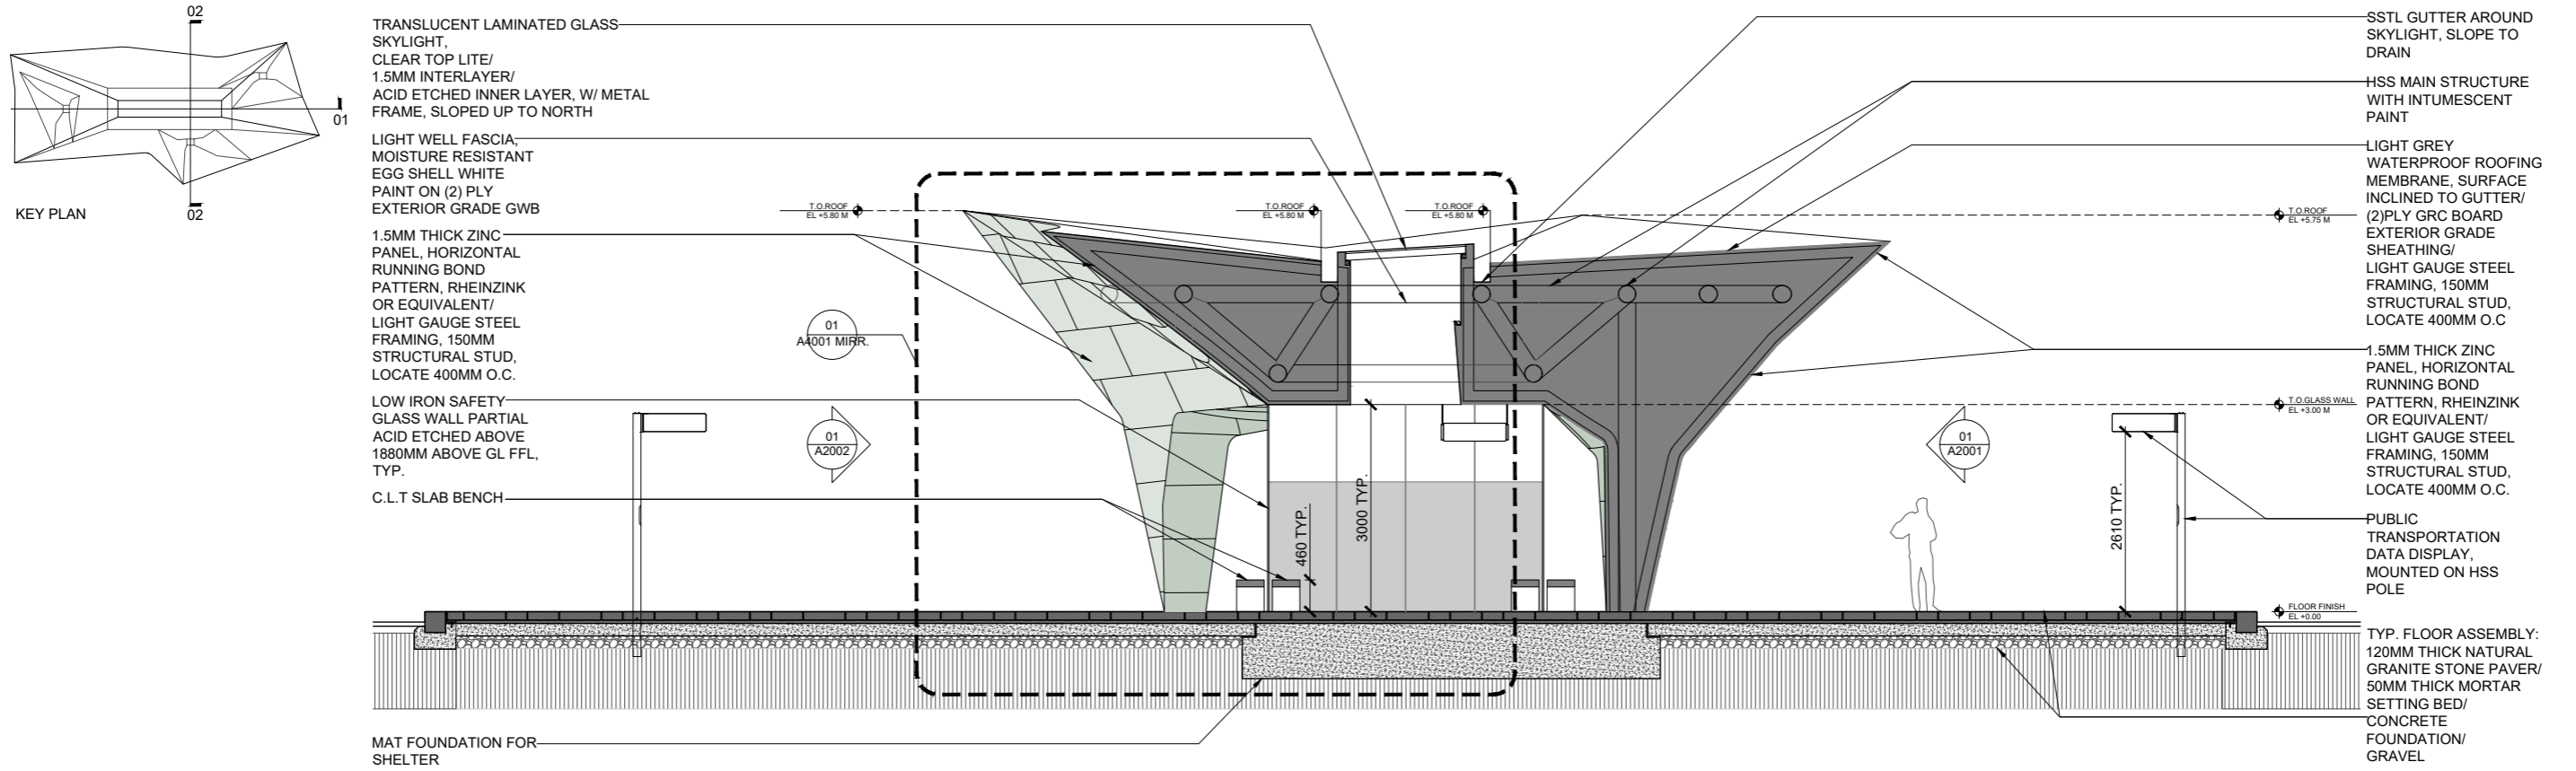 02
01
02
KEY PLAN
TRANSLUCENT LAMINATED GLASS
SKYLIGHT,
CLEAR TOP LITE/
1.5MM INTERLAYER/
ACID ETCHED INNER LAYER, W/ METAL
FRAME, SLOPED UP TO NORTH
LIGHT WELL FASCIA,
MOISTURE RESISTANT
EGG SHELL WHITE
PAINT ON (2) PLY
EXTERIOR GRADE GWB
1.5MM THICK ZINC
PANEL, HORIZONTAL
RUNNING BOND
PATTERN, RHEINZINK
OR EQUIVALENT/
LIGHT GAUGE STEEL
FRAMING, 150MM
STRUCTURAL STUD,
LOCATE 400MM O.C.
LOW IRON SAFETY
GLASS WALL PARTIAL
ACID ETCHED ABOVE
1880MM ABOVE GL FFL,
TYP.
C.L.T SLAB BENCH
MAT FOUNDATION FOR
SHELTER
T.O.ROOF
EL +5.80 M
T.O.ROOF
EL +5.80 M
T.O.ROOF
EL +5.80 M
01
A4001 MIRR.
01
A2002
460 TYP.
3000 TYP.
01
A2001
2610 TYP.
T.O.ROOF
EL +5.75 M
T.O.GLASS WALL
EL +3.00 M
FLOOR FINISH
EL +0.00
SSTL GUTTER AROUND
SKYLIGHT, SLOPE TO
DRAIN
HSS MAIN STRUCTURE
WITH INTUMESCENT
PAINT
LIGHT GREY
WATERPROOF ROOFING
MEMBRANE, SURFACE
INCLINED TO GUTTER/
(2)PLY GRC BOARD
EXTERIOR GRADE
SHEATHING/
LIGHT GAUGE STEEL
FRAMING, 150MM
STRUCTURAL STUD,
LOCATE 400MM O.C
1.5MM THICK ZINC
PANEL, HORIZONTAL
RUNNING BOND
PATTERN, RHEINZINK
OR EQUIVALENT/
LIGHT GAUGE STEEL
FRAMING, 150MM
STRUCTURAL STUD,
LOCATE 400MM O.C.
PUBLIC
TRANSPORTATION
DATA DISPLAY,
MOUNTED ON HSS
POLE
TYP. FLOOR ASSEMBLY:
120MM THICK NATURAL
GRANITE STONE PAVER/
50MM THICK MORTAR
SETTING BED/
CONCRETE
FOUNDATION/
GRAVEL